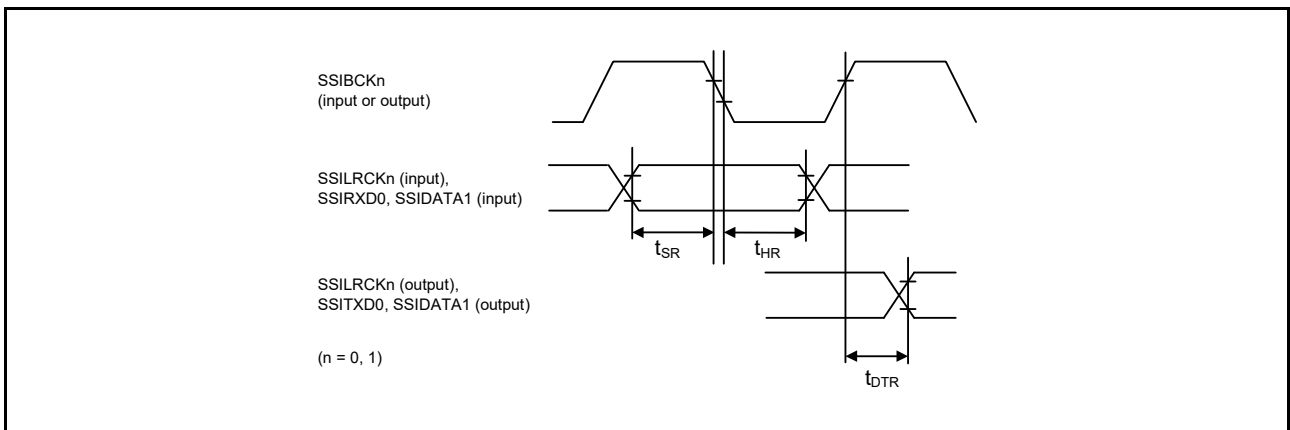 SSIBCKn
(input or output)
SSILRCKn (input),
SSIRXD0, SSIDATA1 (input)
tSR
tHR
SSILRCKn (output),
SSITXD0, SSIDATA1 (output)
(n = 0, 1)
tDTR